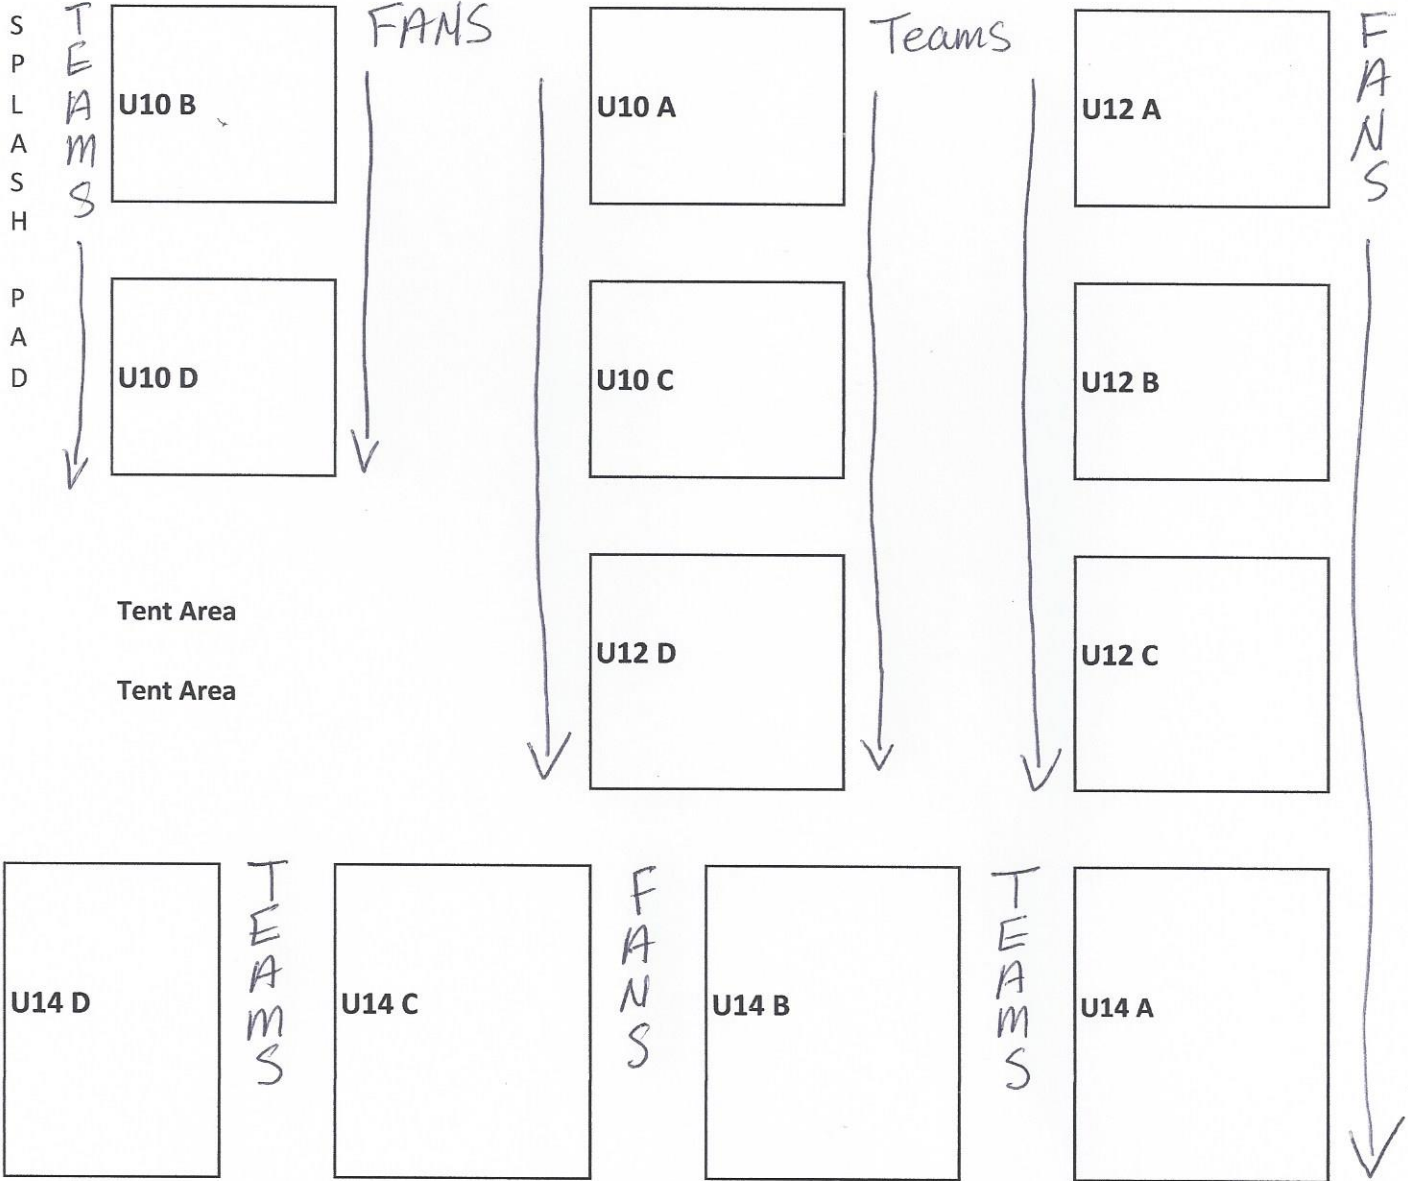 SPLASH PAD
TEAMS
FANS
Teams
FANS
U10 B
U10 A
U12 A
U10 D
U10 C
U12 B
Tent Area
Tent Area
U12 D
U12 C
TEAMS
FANS
TEAMS
U14 D
U14 C
U14 B
U14 A